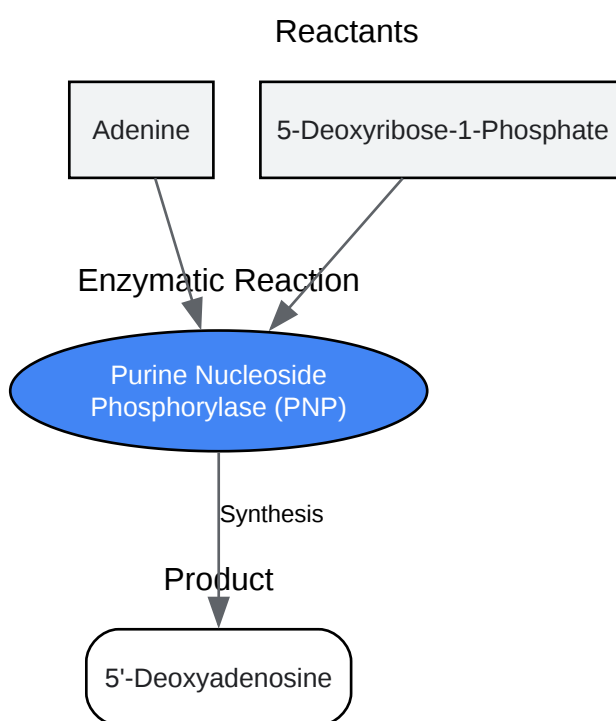 Reactants
Adenine
5-Deoxyribose-1-Phosphate
Enzymatic Reaction
Purine Nucleoside
Phosphorylase (PNP)
Synthesis
Product
5'-Deoxyadenosine